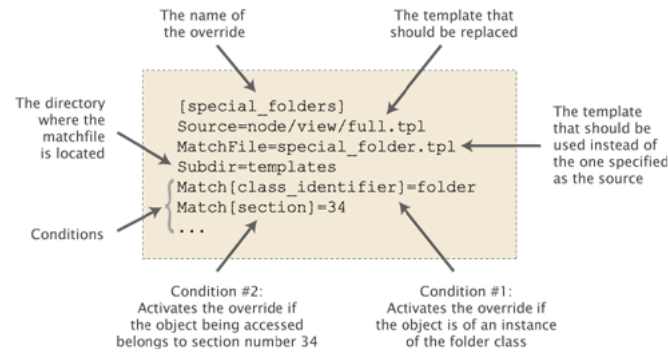 The name of
the override
The template that
should be replaced
The directory
where the
matchfile
is located
[special_folders]
Source=node/view/full.tpl
MatchFile=special_folder.tpl
Subdir=templates
Match[class_identifier]=folder
Match[section]=34
...
The template
that should be
used instead of
the one specified
as the source
Conditions
Condition #2:
Activates the override if
the object being accessed
belongs to section number 34
Condition #1:
Activates the override if
the object is of an instance
of the folder class